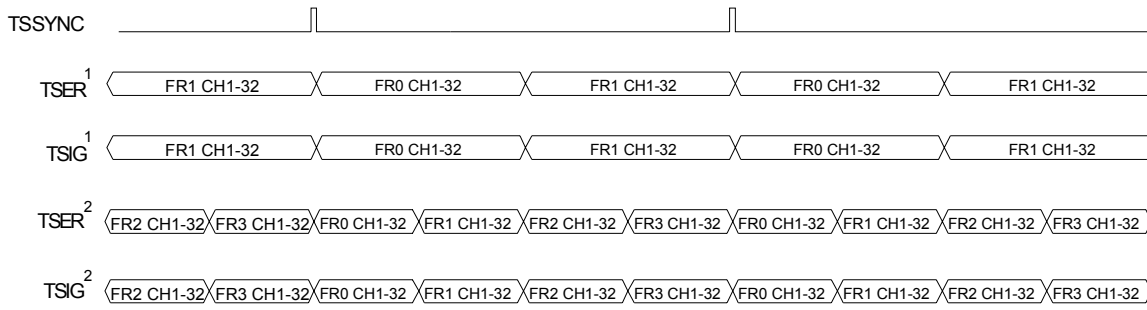 TSSYNC
TSER1 FR1 CH1-32 FR0 CH1-32 FR1 CH1-32 FR0 CH1-32 FR1 CH1-32
TSIG1 FR1 CH1-32 FR0 CH1-32 FR1 CH1-32 FR0 CH1-32 FR1 CH1-32
TSER2 FR2 CH1-32 FR3 CH1-32 FR0 CH1-32 FR1 CH1-32 FR2 CH1-32 FR3 CH1-32 FR0 CH1-32 FR1 CH1-32 FR2 CH1-32 FR3 CH1-32
TSIG2 FR2 CH1-32 FR3 CH1-32 FR0 CH1-32 FR1 CH1-32 FR2 CH1-32 FR3 CH1-32 FR0 CH1-32 FR1 CH1-32 FR2 CH1-32 FR3 CH1-32